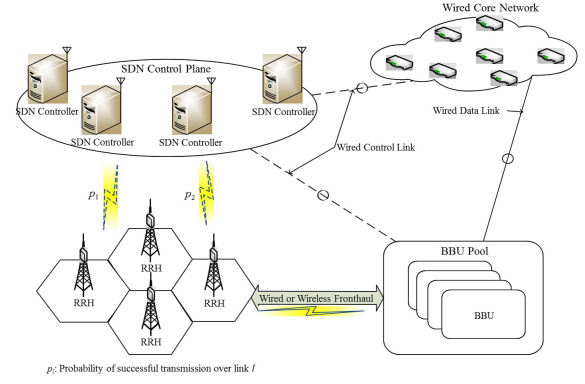 Wired Core Network
SDN Control Plane
SDN Controller
SDN Controller
SDN Controller
SDN Controller
Wired Data Link
Wired Control Link
p1
p2
BBU Pool
RRH
RRH
RRH
RRH
Wired or Wireless Fronthaul
BBU
pl: Probability of successful transmission over link l